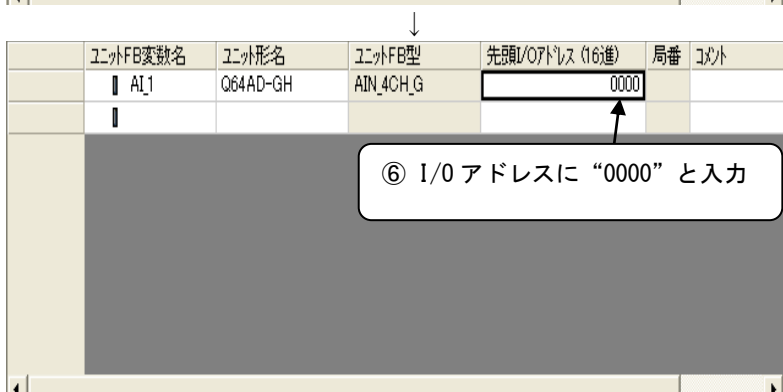 ↓
ﾕﾆｯﾄFB変数名 ﾕﾆｯﾄ形名 ﾕﾆｯﾄFB型 先頭I/Oｱﾄﾞﾚｽ (16進) 局番 ｺﾒﾝﾄ
AI_1 Q64AD-GH AIN_4CH_G 0000
⑥ I/O アドレスに “0000” と入力